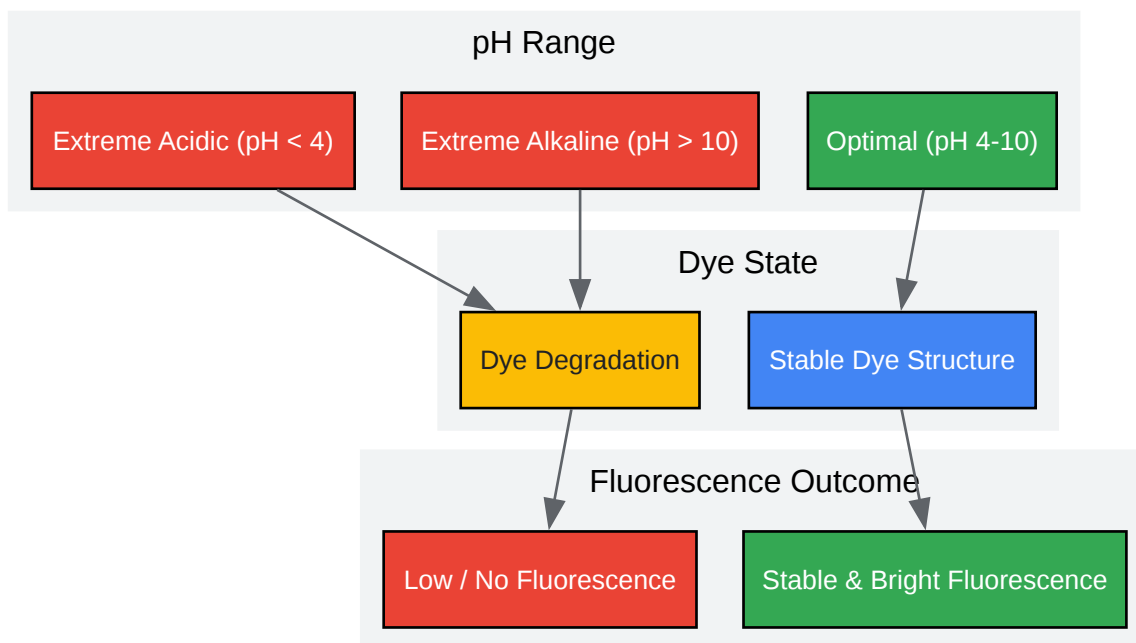 pH Range
Extreme Acidic (pH < 4)
Extreme Alkaline (pH > 10)
Optimal (pH 4-10)
Dye State
Dye Degradation
Stable Dye Structure
Fluorescence Outcome
Low / No Fluorescence
Stable & Bright Fluorescence